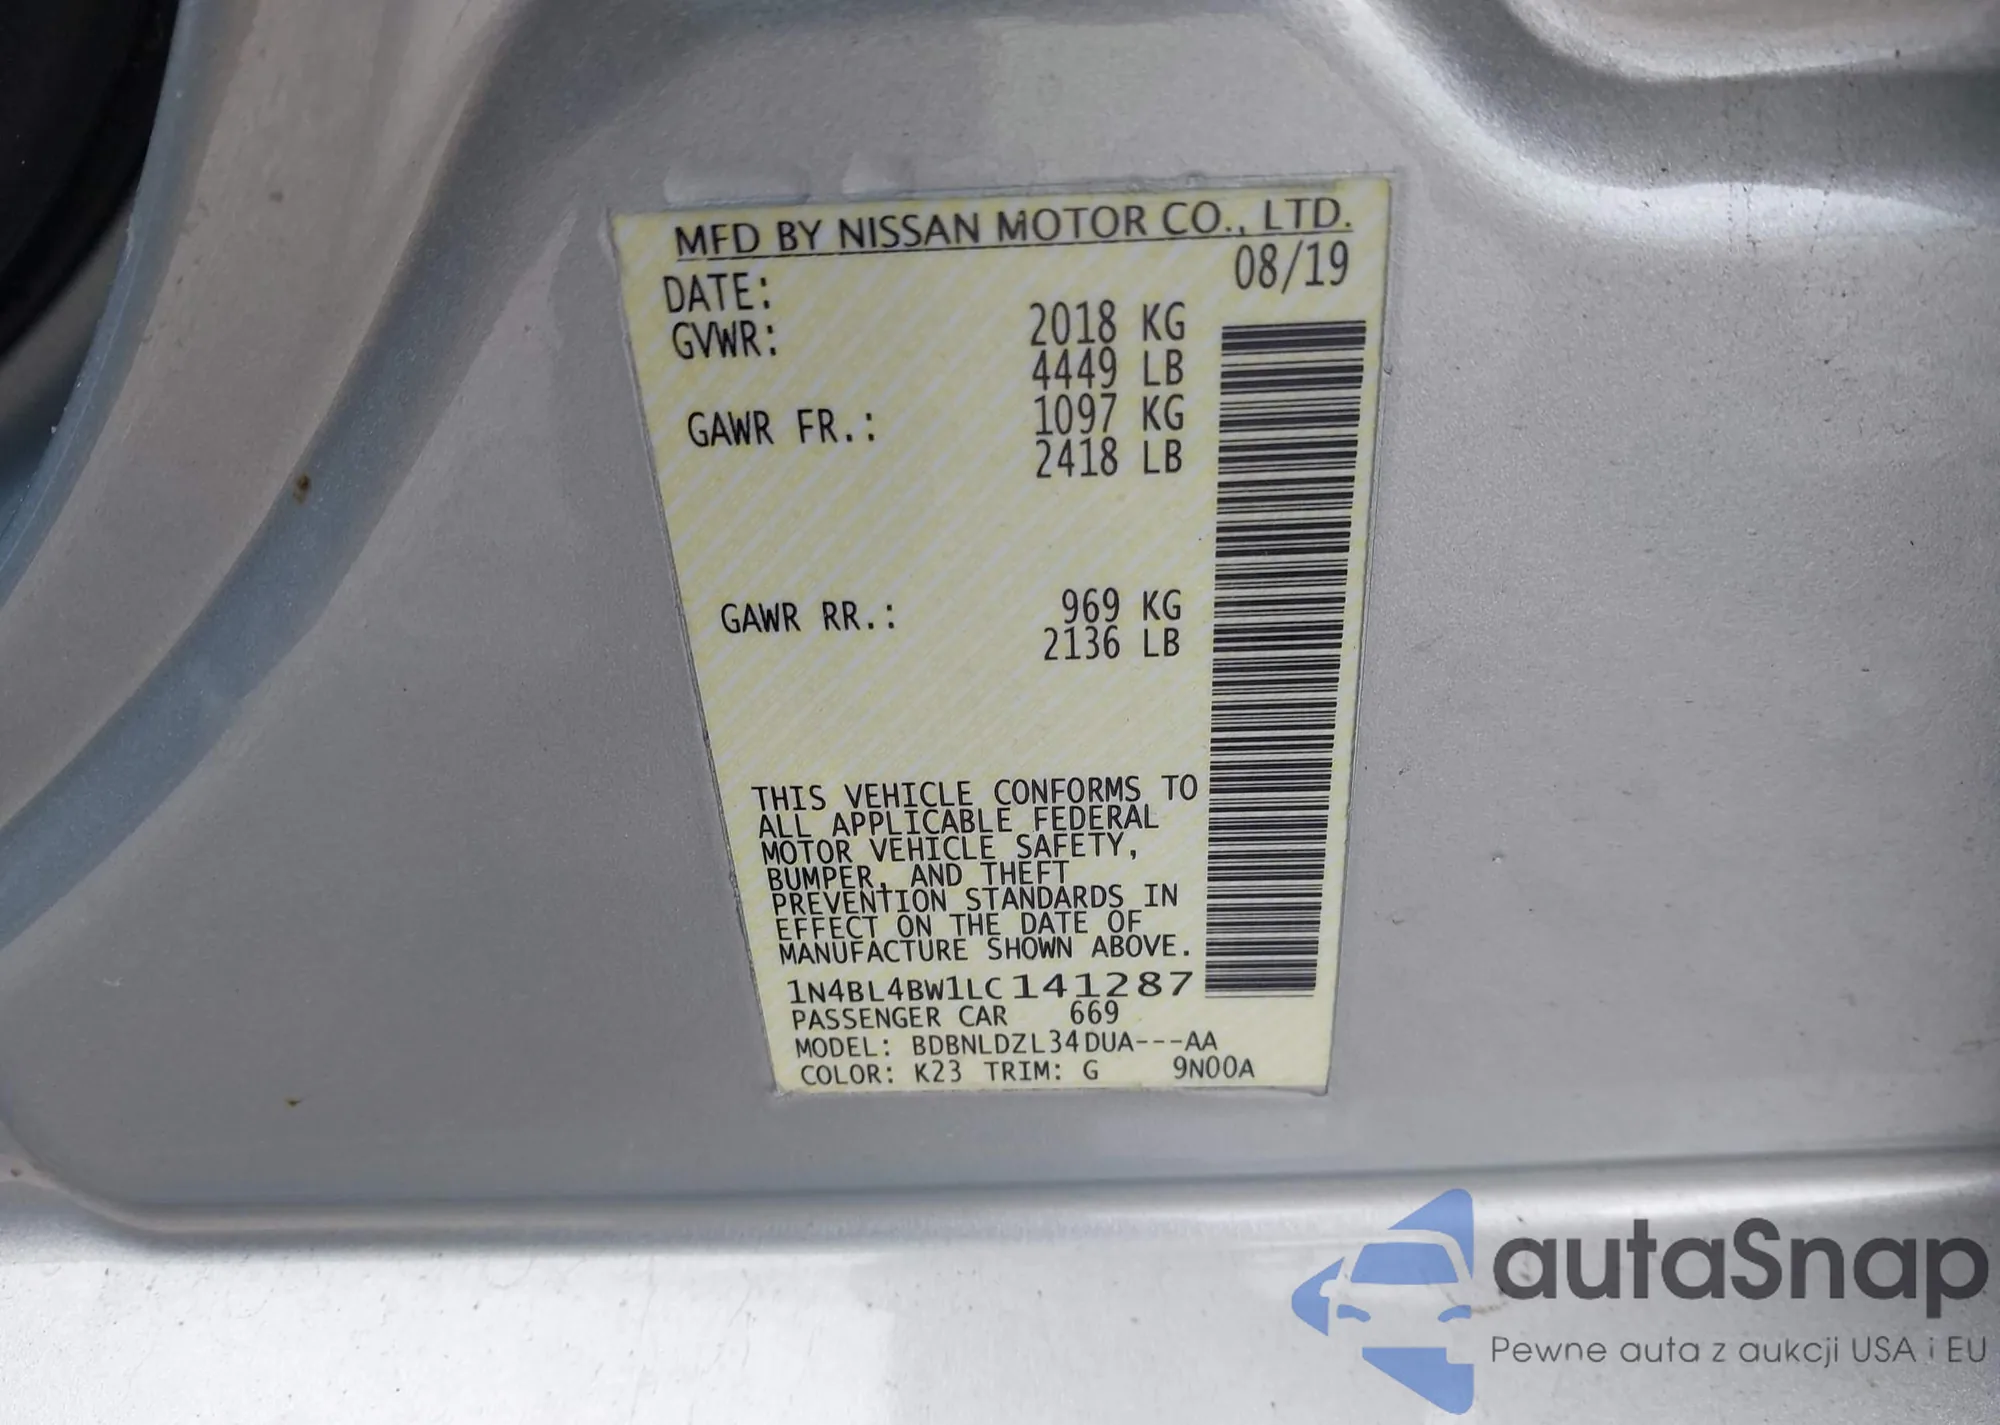 MFD BY NISSAN MOTOR CO., LTD.
DATE: 08/19
GVWR: 2018 KG
4449 LB
GAWR FR.: 1097 KG
2418 LB
GAWR RR.: 969 KG
2136 LB
THIS VEHICLE CONFORMS TO
ALL APPLICABLE FEDERAL
MOTOR VEHICLE SAFETY,
BUMPER, AND THEFT
PREVENTION STANDARDS IN
EFFECT ON THE DATE OF
MANUFACTURE SHOWN ABOVE.
1N4BL4BW1LC141287
PASSENGER CAR 669
MODEL: BDBNLDZL34DUA---AA
COLOR: K23 TRIM: G 9N00A
autaSnap
Pewne auta z aukcji USA i EU